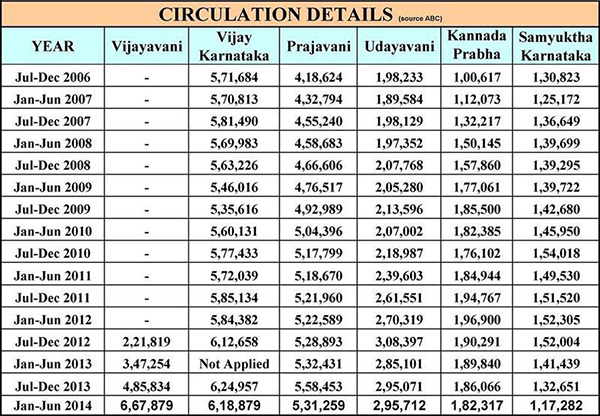 CIRCULATION DETAILS (source ABC)
YEAR Vijayavani Vijay Karnataka Prajavani Udayavani Kannada Prabha Samyuktha Karnataka
Jul-Dec 2006 - 5,71,684 4,18,624 1,98,233 1,00,617 1,30,823
Jan-Jun 2007 - 5,70,813 4,32,794 1,89,584 1,12,073 1,25,172
Jul-Dec 2007 - 5,81,490 4,55,240 1,98,129 1,32,217 1,36,649
Jan-Jun 2008 - 5,69,983 4,58,683 1,97,352 1,50,145 1,39,699
Jul-Dec 2008 - 5,63,226 4,66,606 2,07,768 1,57,860 1,39,295
Jan-Jun 2009 - 5,46,016 4,76,517 2,05,280 1,77,061 1,39,722
Jul-Dec 2009 - 5,35,616 4,92,989 2,13,596 1,85,500 1,42,680
Jan-Jun 2010 - 5,60,131 5,04,396 2,07,002 1,82,385 1,45,950
Jul-Dec 2010 - 5,77,433 5,17,799 2,18,987 1,76,102 1,54,018
Jan-Jun 2011 - 5,72,039 5,18,670 2,39,603 1,84,944 1,49,530
Jul-Dec 2011 - 5,85,134 5,21,960 2,61,551 1,94,767 1,51,520
Jan-Jun 2012 - 5,84,382 5,22,589 2,70,319 1,96,900 1,52,305
Jul-Dec 2012 2,21,819 6,12,658 5,28,893 3,08,397 1,90,291 1,52,004
Jan-Jun 2013 3,47,254 Not Applied 5,32,431 2,85,101 1,89,840 1,41,439
Jul-Dec 2013 4,85,834 6,24,957 5,58,453 2,95,071 1,86,066 1,32,651
Jan-Jun 2014 6,67,879 6,18,879 5,31,259 2,95,712 1,82,317 1,17,282